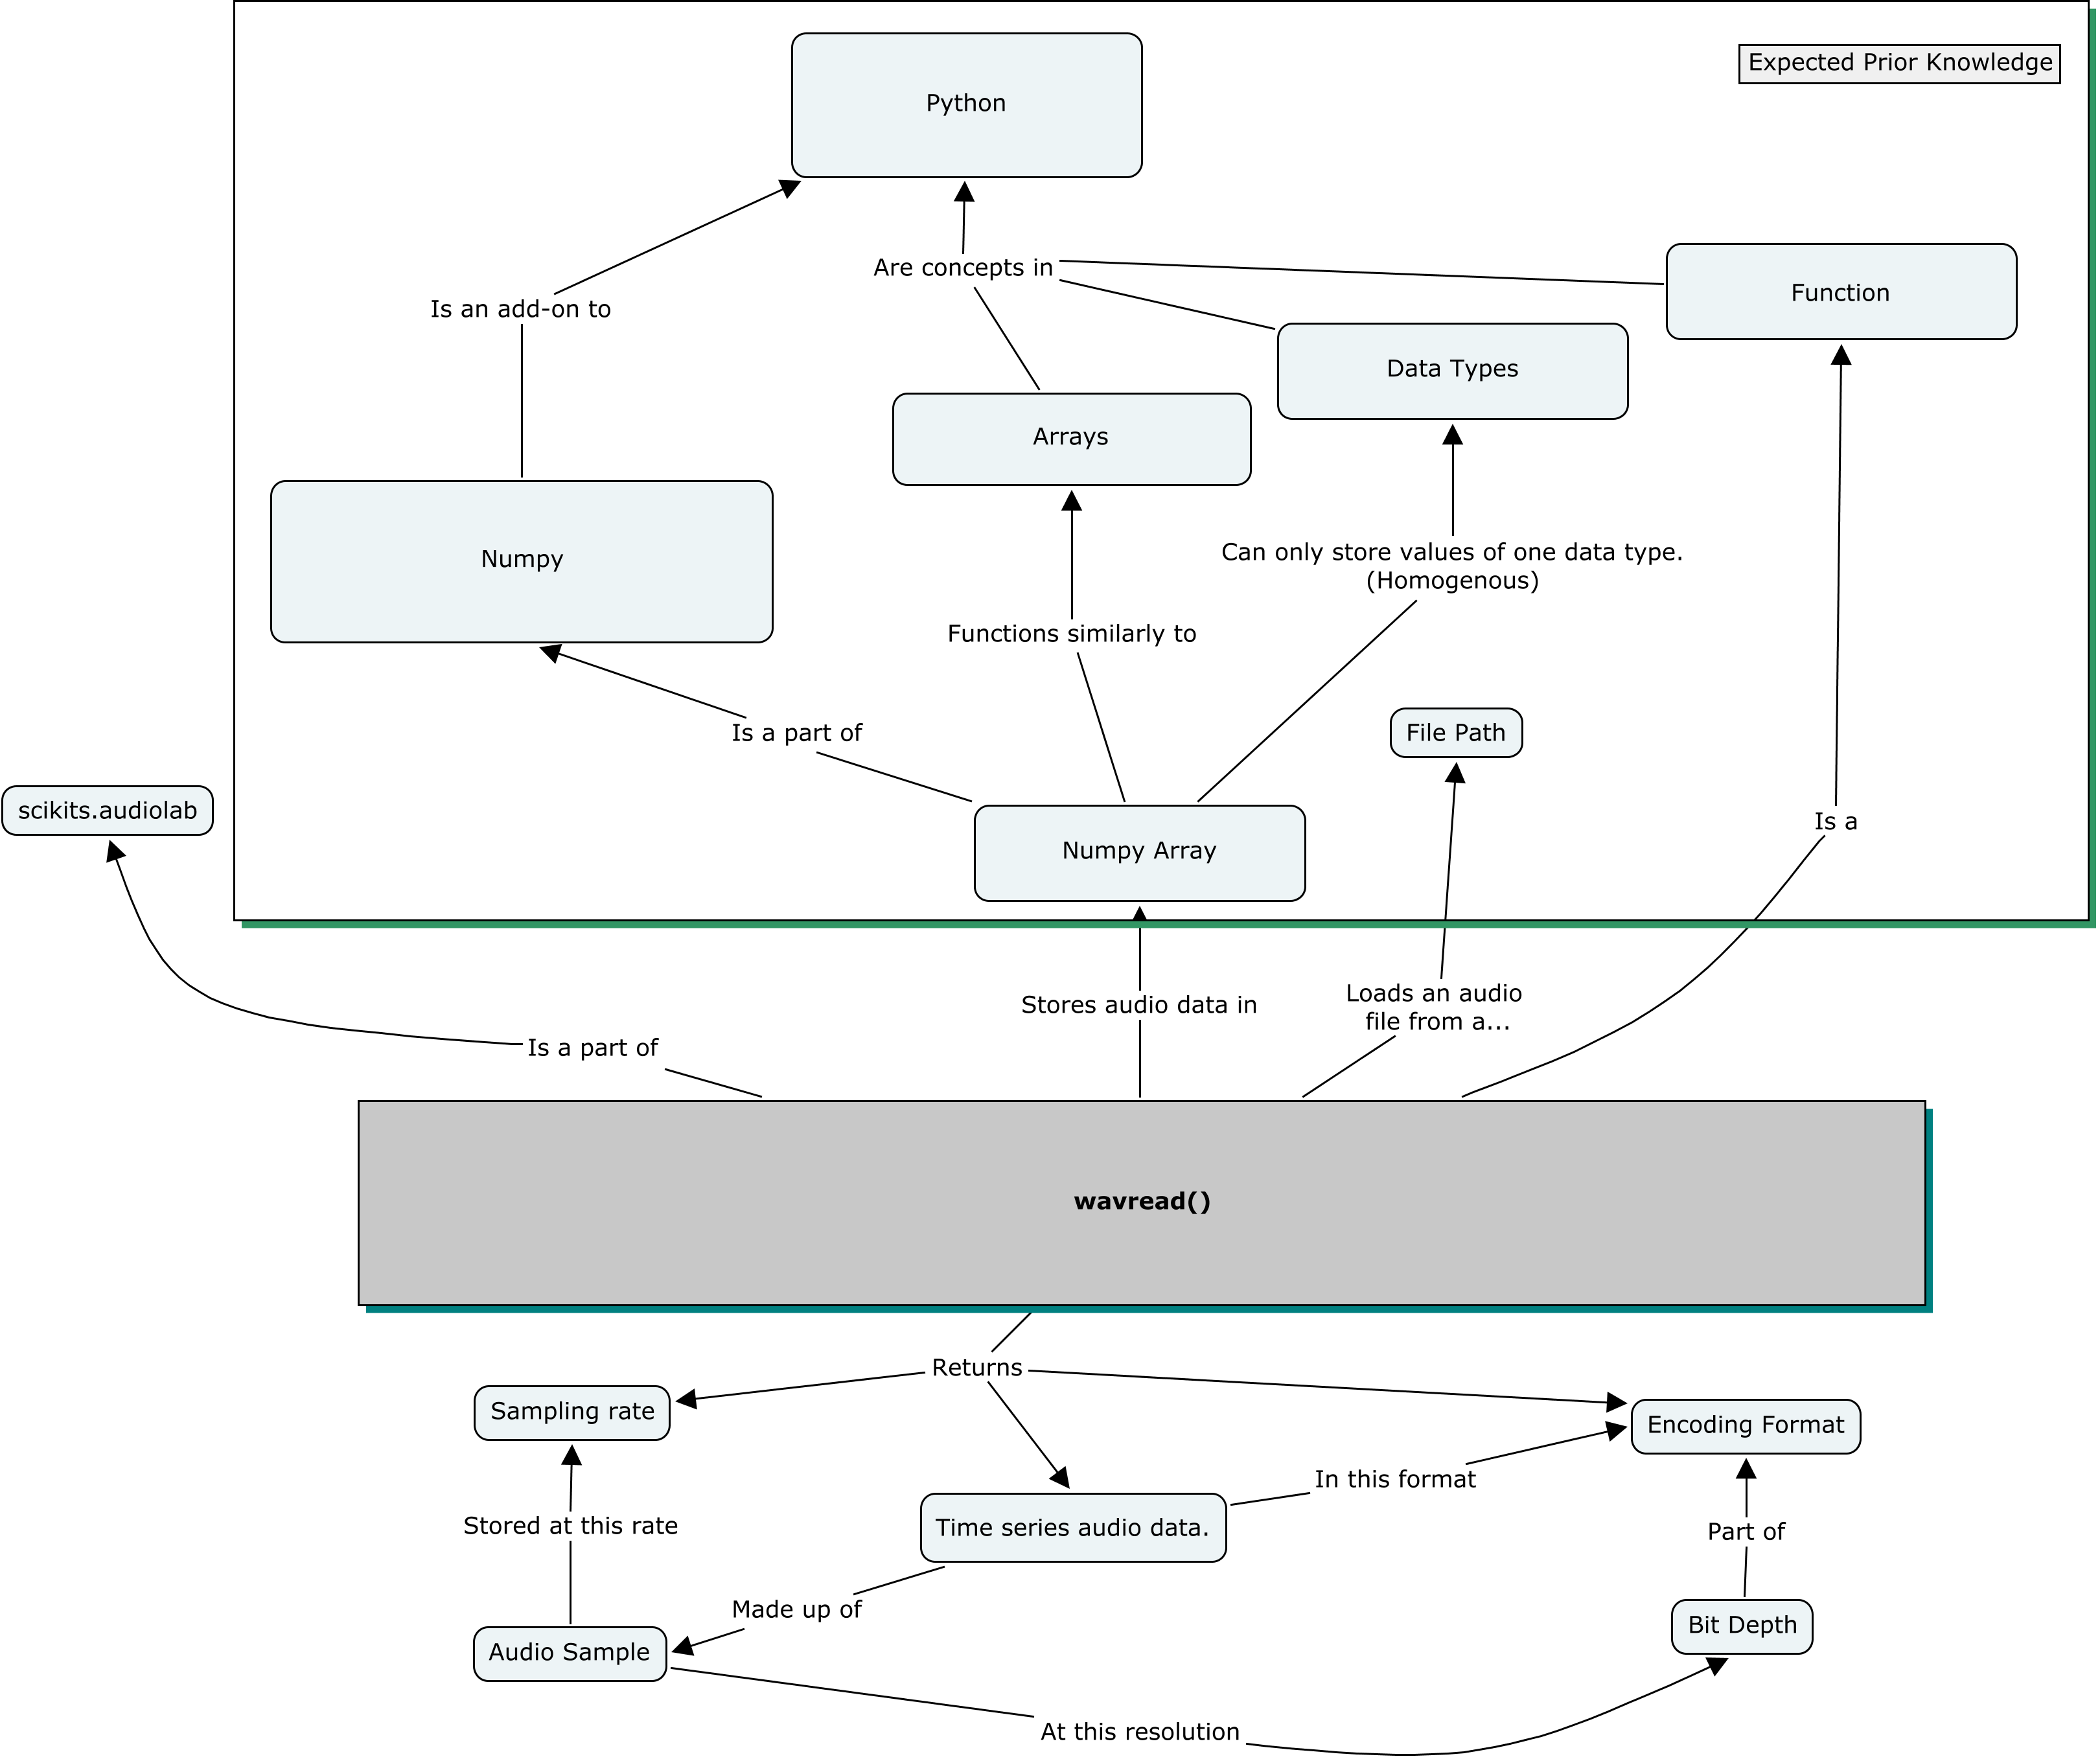 Expected Prior Knowledge
Python
Are concepts in
Is an add-on to
Function
Data Types
Arrays
Numpy
Can only store values of one data type.
(Homogenous)
Functions similarly to
Is a part of
File Path
scikits.audiolab
Is a
Numpy Array
Stores audio data in
Loads an audio
file from a...
Is a part of
wavread()
Returns
Sampling rate
Encoding Format
In this format
Stored at this rate
Time series audio data.
Part of
Made up of
Bit Depth
Audio Sample
At this resolution